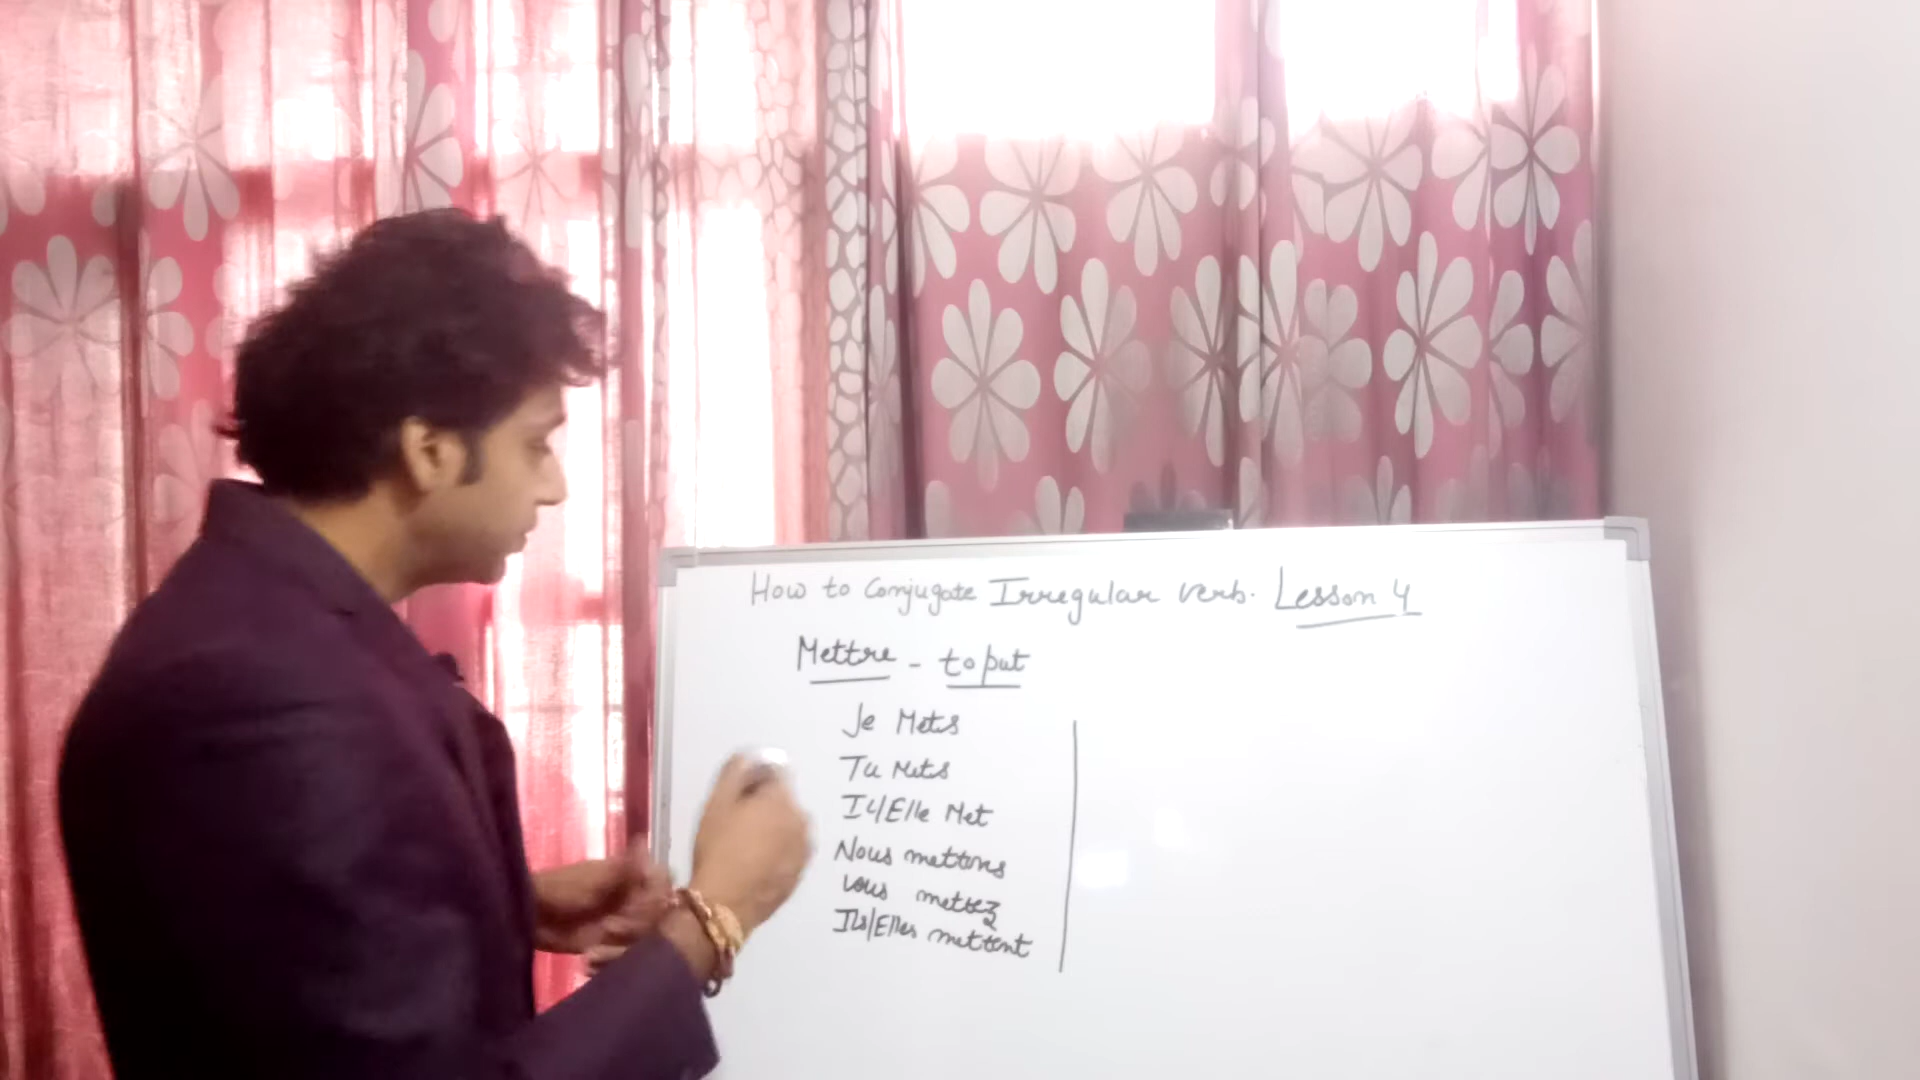 How to Conjugate Irregular verb. Lesson 4
Mettre - to put
Je Mets
Tu Mets
Il/Elle Met
Nous mettons
vous mettez
Ils/Elles mettent